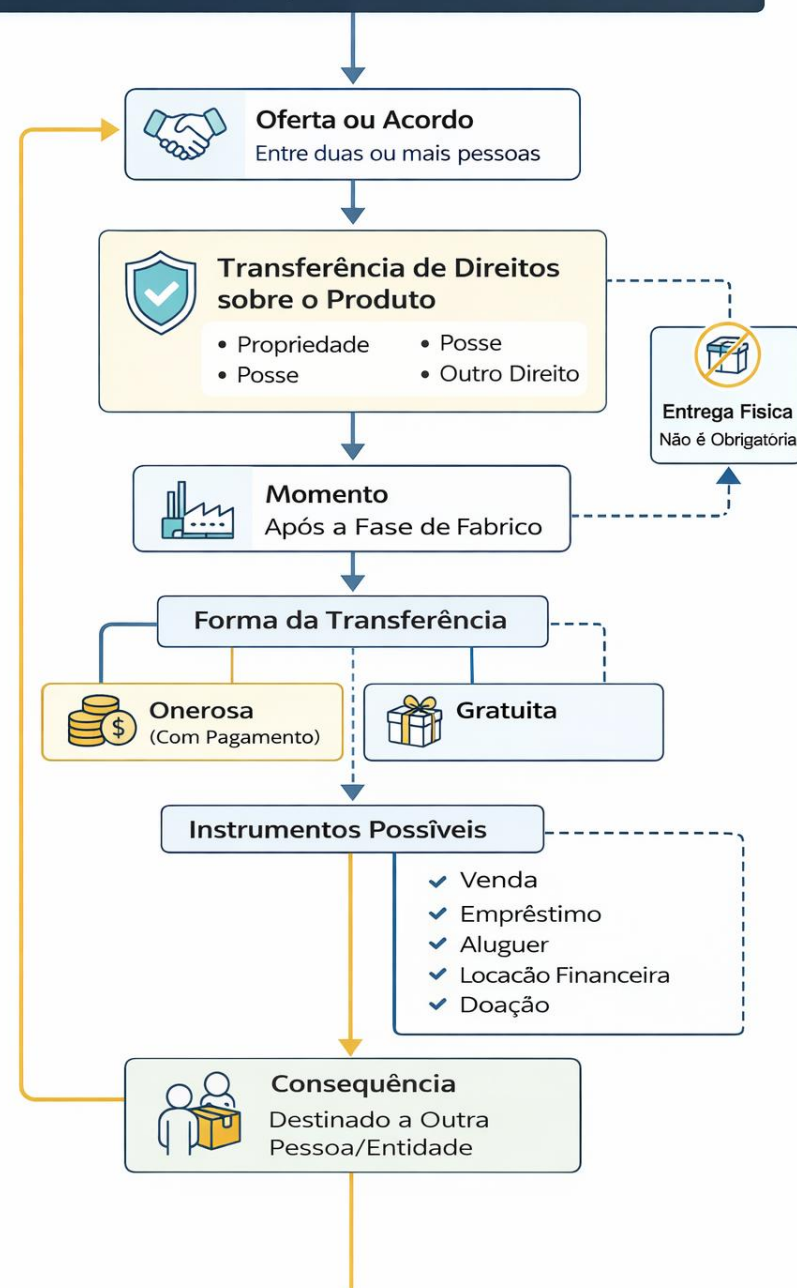 Oferta ou Acordo
Entre duas ou mais pessoas
Transferência de Direitos
sobre o Produto
• Propriedade
• Posse
• Posse
• Outro Direito
Entrega Fisica
Não é Obrigatória
Momento
Após a Fase de Fabrico
Forma da Transferência
Onerosa
(Com Pagamento)
$
Gratuita
Instrumentos Possîveis
Venda
Emprêstimo
Aluguer
Locacão Financeira
Doação
Consequência
Destinado a Outra
Pessoa/Entidade